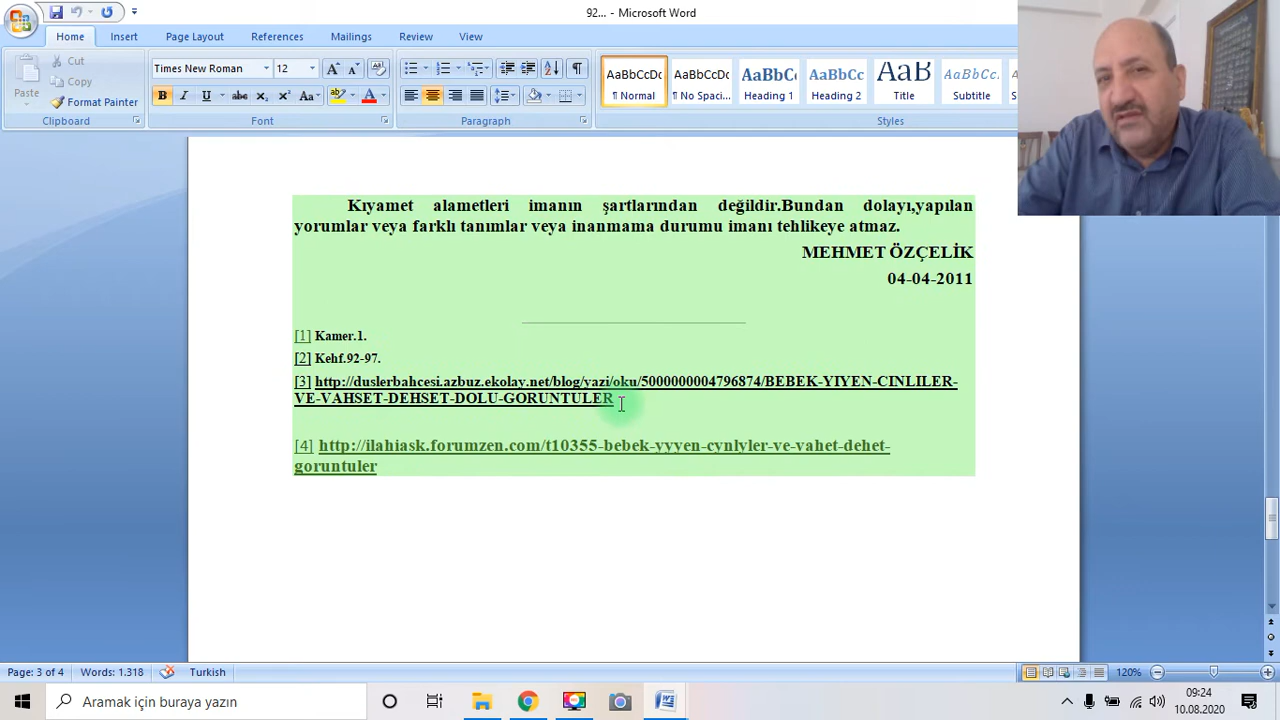 92... - Microsoft Word
Home Insert Page Layout References Mailings Review View
Paste
Cut
Copy
Format Painter
Clipboard
Times New Roman 12
B I U abc x₂ x² Aa A
Font
Paragraph
AaBbCcDc AaBbCcDc AaBbCc AaBbCc AaB AaBbCc.
¶ Normal ¶ No Spaci... Heading 1 Heading 2 Title Subtitle
Styles
Kıyamet alametleri imanın şartlarından değildir.Bundan dolayı,yapılan
yorumlar veya farklı tanımlar veya inanmama durumu imanı tehlikeye atmaz.
MEHMET ÖZÇELİK
04-04-2011
[1] Kamer.1.
[2] Kehf.92-97.
[3] http://duslerbahcesi.azbuz.ekolay.net/blog/yazi/oku/5000000004796874/BEBEK-YIYEN-CINLILER-
VE-VAHSET-DEHSET-DOLU-GORUNTULER
[4] http://ilahiask.forumzen.com/t10355-bebek-yyyen-cynlyler-ve-vahet-dehet-
goruntuler
Page: 3 of 4 Words: 1.318 Turkish 120%
Aramak için buraya yazın
09:24
10.08.2020